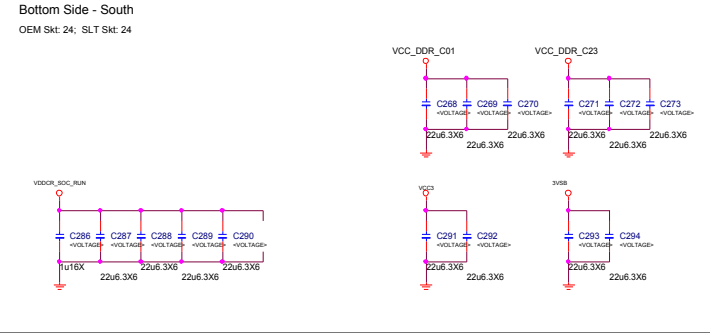 Bottom Side - South
OEM Skt: 24; SLT Skt: 24
VCC_DDR_C01
VCC_DDR_C23
C268 C269 C270 C271 C272 C273
<VOLTAGE> <VOLTAGE> <VOLTAGE> <VOLTAGE> <VOLTAGE> <VOLTAGE>
22u6.3X6 22u6.3X6 22u6.3X6 22u6.3X6
22u6.3X6 22u6.3X6
VDDCR_SOC_RUN
VCC3
3VSB
C286 C287 C288 C289 C290 C291 C292 C293 C294
<VOLTAGE> <VOLTAGE> <VOLTAGE> <VOLTAGE> <VOLTAGE> <VOLTAGE> <VOLTAGE> <VOLTAGE> <VOLTAGE>
1u16X 22u6.3X6 22u6.3X6 22u6.3X6 22u6.3X6
22u6.3X6 22u6.3X6 22u6.3X6 22u6.3X6